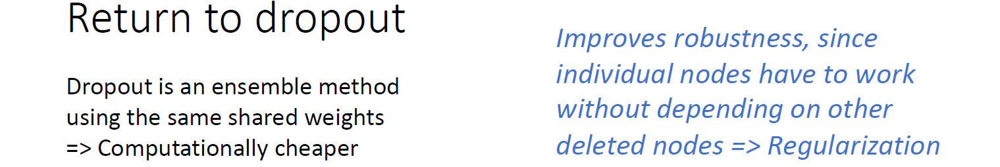 Return to dropout
Dropout is an ensemble method
using the same shared weights
=> Computationally cheaper
Improves robustness, since
individual nodes have to work
without depending on other
deleted nodes => Regularization